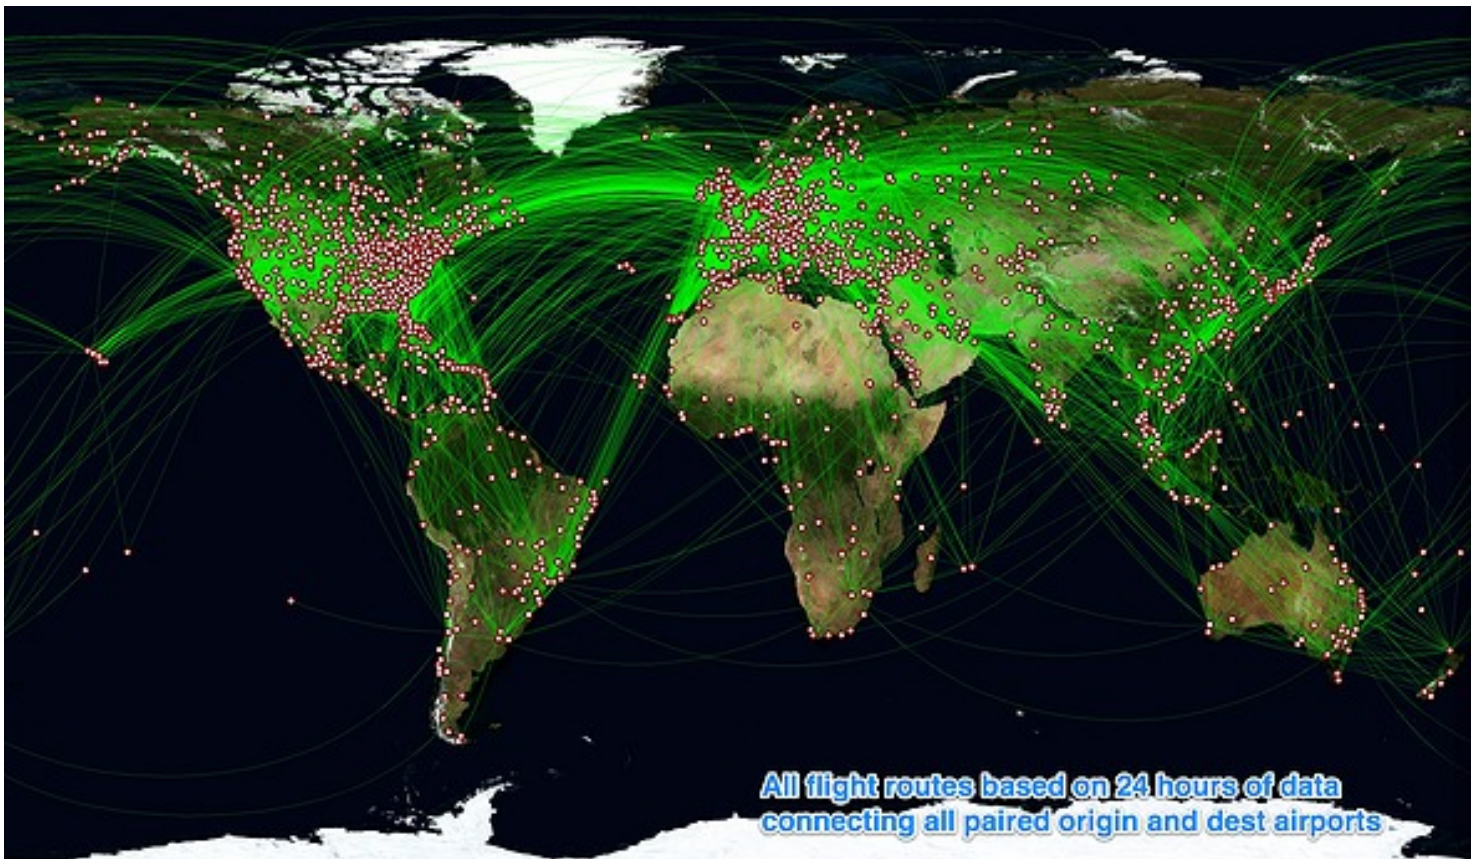 All flight routes based on 24 hours of data
connecting all paired origin and dest airports